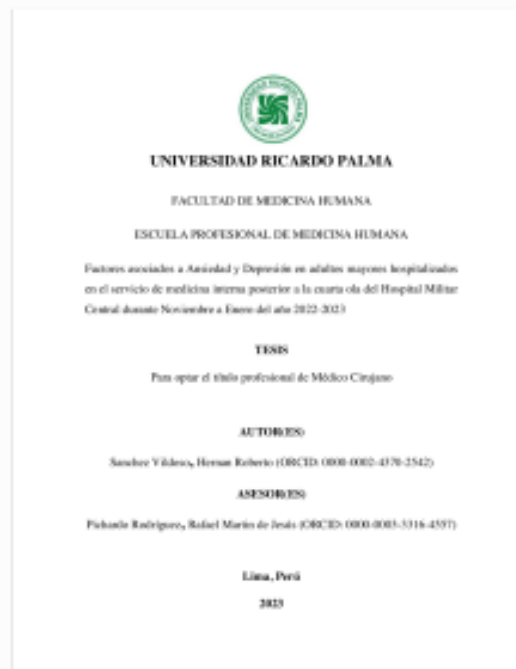 UNIVERSIDAD RICARDO PALMA
FACULTAD DE MEDICINA HUMANA
ESCUELA PROFESIONAL DE MEDICINA HUMANA
Factores asociados a Ansiedad y Depresión en adultos mayores hospitalizados
en el servicio de medicina interna posterior a la cuarta ola del Hospital Militar
Central durante Noviembre a Enero del año 2022-2023
TESIS
Para optar el título profesional de Médico Cirujano
AUTOR(ES)
Sanchez Vildoso, Hernan Roberto (ORCID: 0000-0002-4370-2542)
ASESOR(ES)
Pichardo Rodriguez, Rafael Martin de Jesús (ORCID: 0000-0003-3316-4557)
Lima, Perú
2023